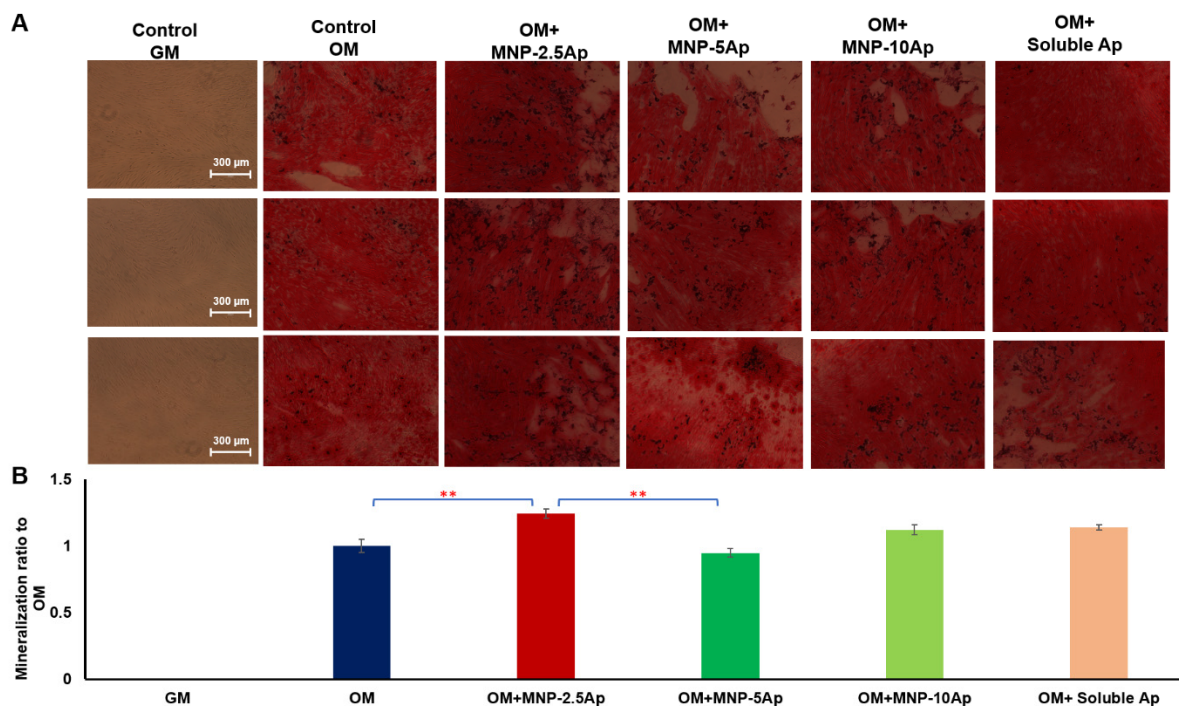 A
Control
GM
Control
OM
OM+
MNP-2.5Ap
OM+
MNP-5Ap
OM+
MNP-10Ap
OM+
Soluble Ap
300 µm
300 µm
300 µm
B
Mineralization ratio to
OM
1.5
1
0.5
0
**
**
GM
OM
OM+MNP-2.5Ap
OM+MNP-5Ap
OM+MNP-10Ap
OM+ Soluble Ap